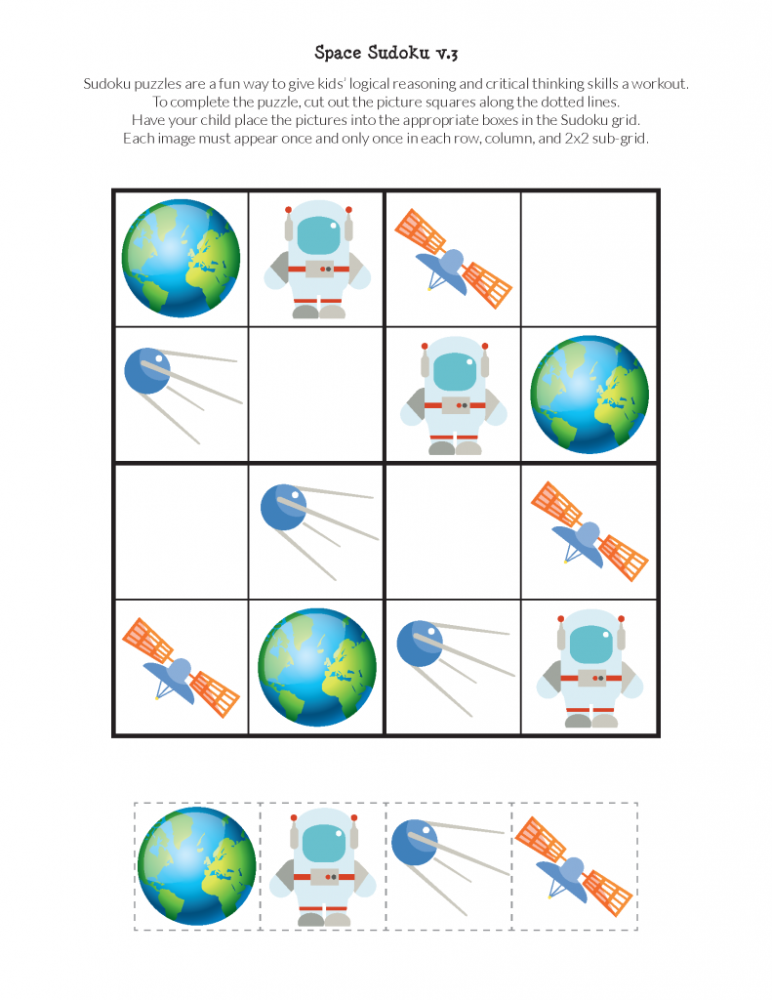 Space Sudoku v.3
Sudoku puzzles are a fun way to give kids' logical reasoning and critical thinking skills a workout.
To complete the puzzle, cut out the picture squares along the dotted lines.
Have your child place the pictures into the appropriate boxes in the Sudoku grid.
Each image must appear once and only once in each row, column, and 2x2 sub-grid.